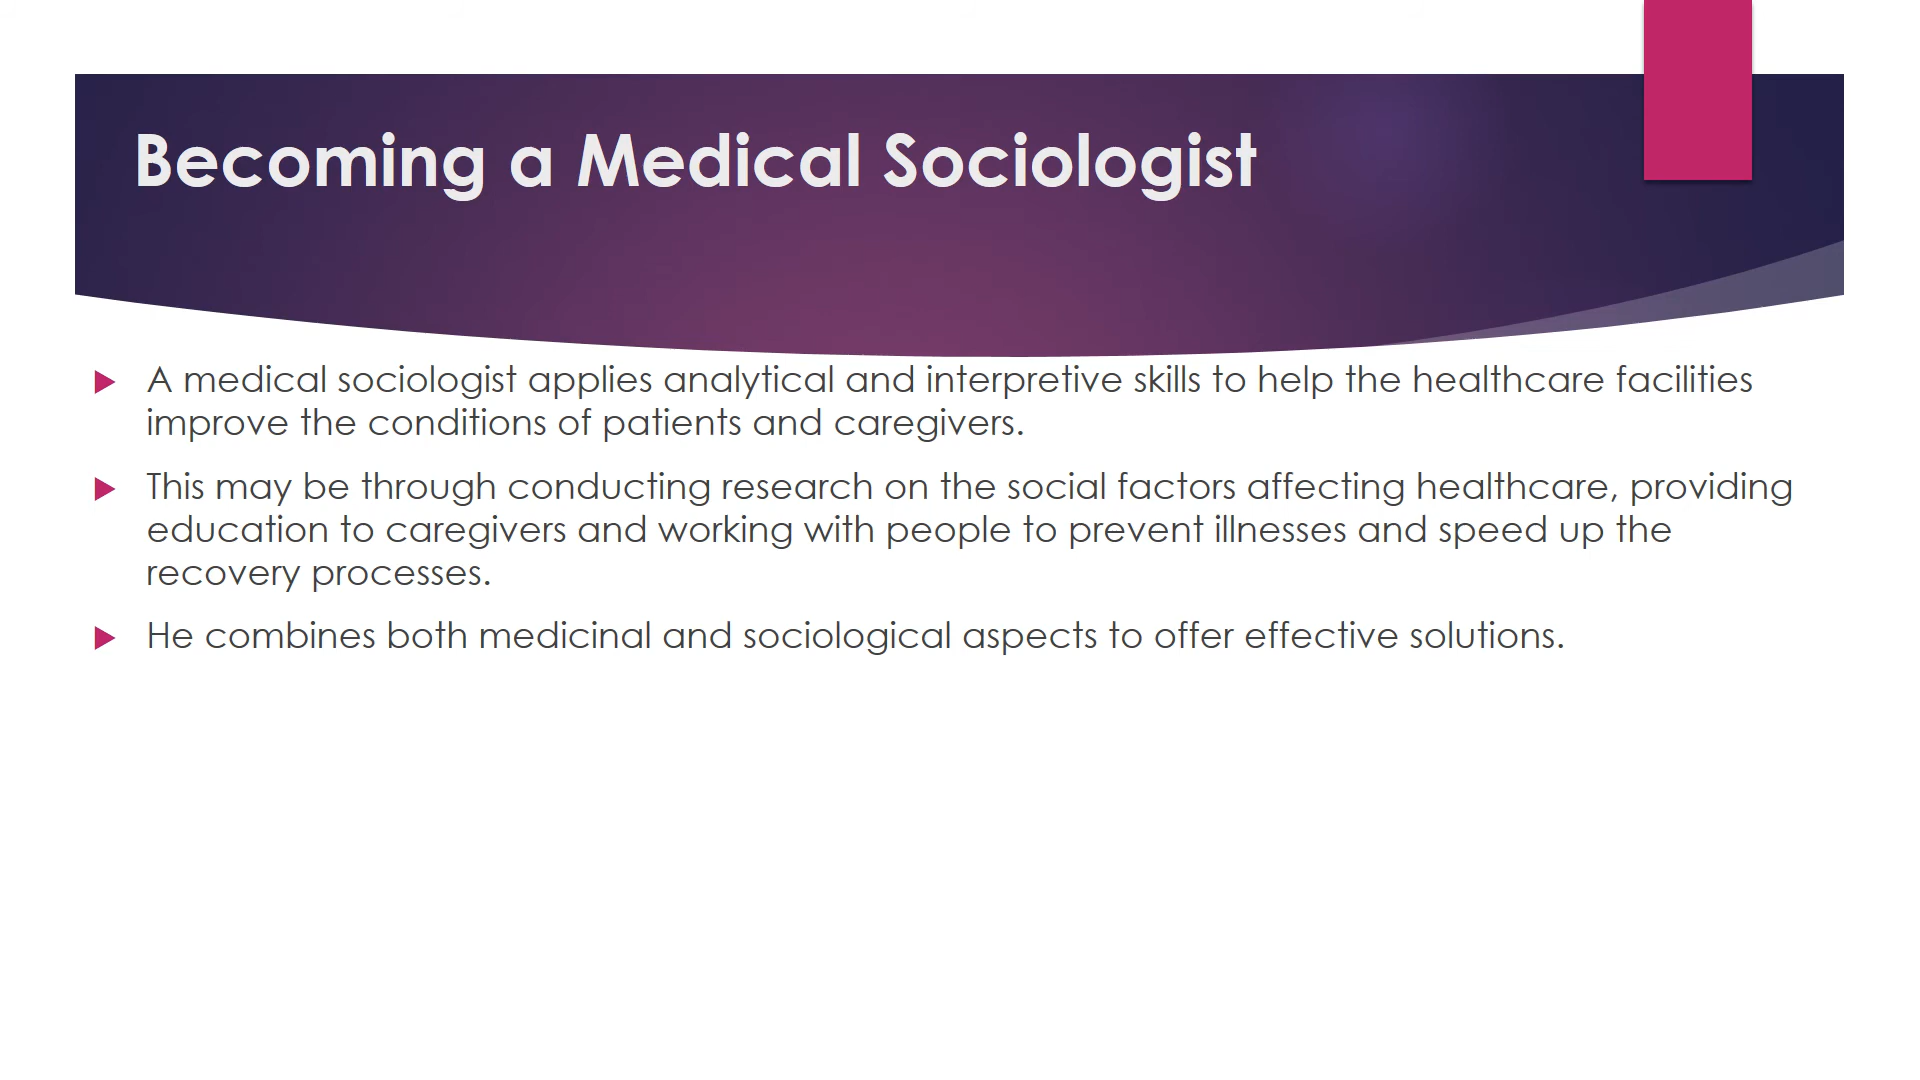 Becoming a Medical Sociologist
A medical sociologist applies analytical and interpretive skills to help the healthcare facilities
improve the conditions of patients and caregivers.
This may be through conducting research on the social factors affecting healthcare, providing
education to caregivers and working with people to prevent illnesses and speed up the
recovery processes.
He combines both medicinal and sociological aspects to offer effective solutions.